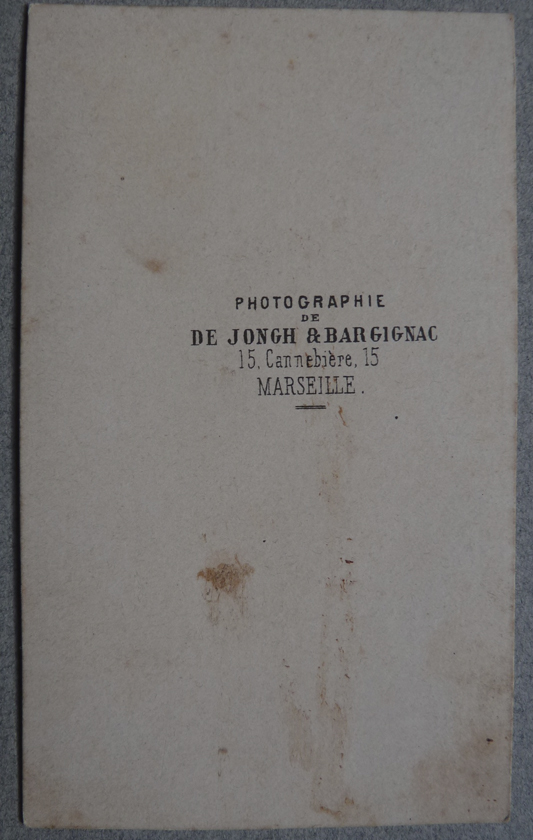 PHOTOGRAPHIE
DE
DE JONGH & BARGIGNAC
15, Cannebière, 15
MARSEILLE.